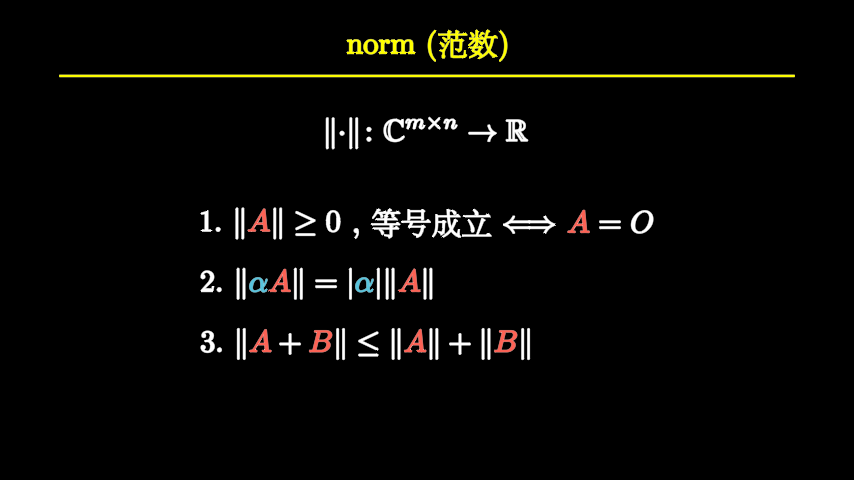 norm (范数)
‖·‖: ℂ^{m×n} → ℝ
1. ‖A‖ ≥ 0 , 等号成立 ⟺ A = O
2. ‖αA‖ = |α|‖A‖
3. ‖A + B‖ ≤ ‖A‖ + ‖B‖